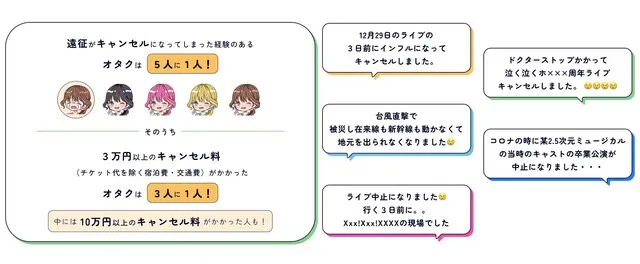 遠征がキャンセルになってしまった経験のある
オタクは 5人に1人！
そのうち
3万円以上のキャンセル料
（チケット代を除く宿泊費・交通費）がかかった
オタクは 3人に1人！
中には 10万円以上のキャンセル料 がかかった人も！
12月29日のライブの
3日前にインフルになって
キャンセルしました。
台風直撃で
被災し在来線も新幹線も動かなくて
地元を出られなくなりました😢
ライブ中止になりました😢
行く3日前に。。
Xxx!Xxx!XXXXの現場でした
ドクターストップかかって
泣く泣くホ×××周年ライブ
キャンセルしました。😢😢😢😢
コロナの時に某2.5次元ミュージカル
の当時のキャストの卒業公演が
中止になりました・・・